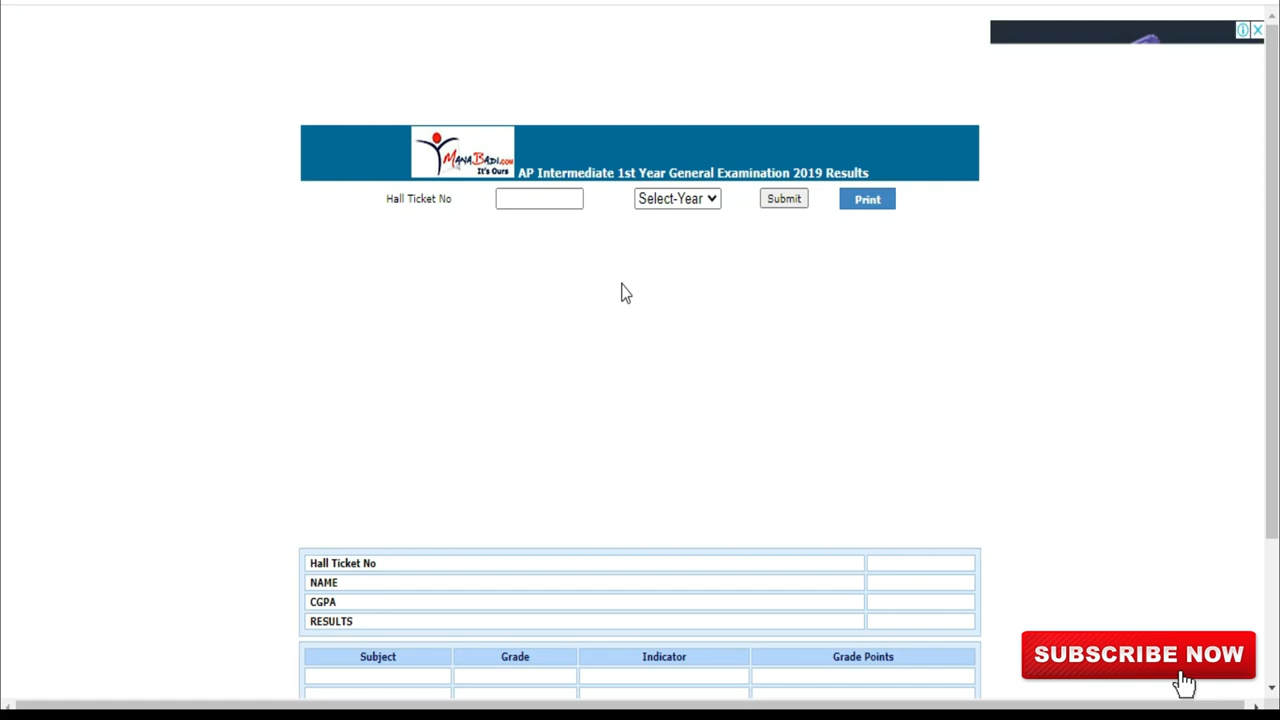 MANABADI.COM
It's Ours
AP Intermediate 1st Year General Examination 2019 Results
Hall Ticket No
Select-Year
Submit
Print
Hall Ticket No
NAME
CGPA
RESULTS
Subject Grade Indicator Grade Points
SUBSCRIBE NOW